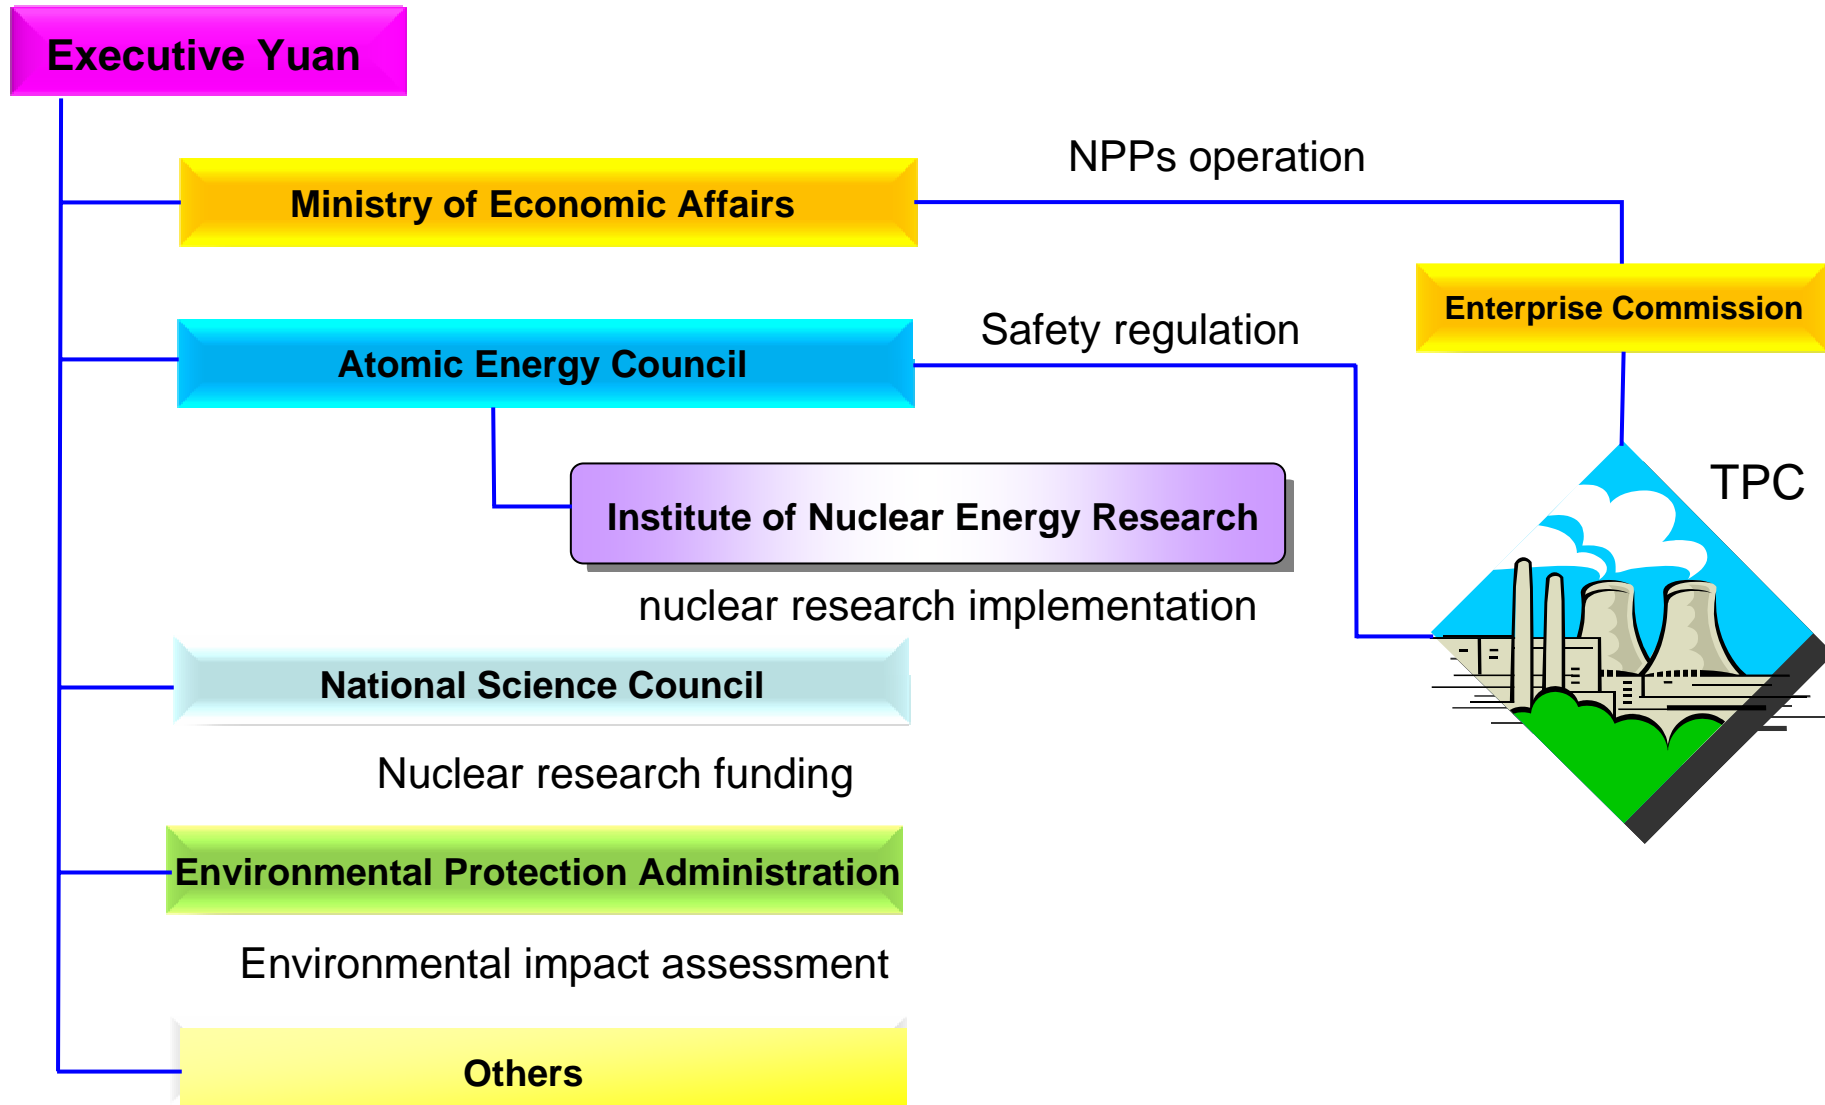 Executive Yuan
NPPs operation
Ministry of Economic Affairs
Enterprise Commission
Safety regulation
Atomic Energy Council
TPC
Institute of Nuclear Energy Research
nuclear research implementation
National Science Council
Nuclear research funding
Environmental Protection Administration
Environmental impact assessment
Others